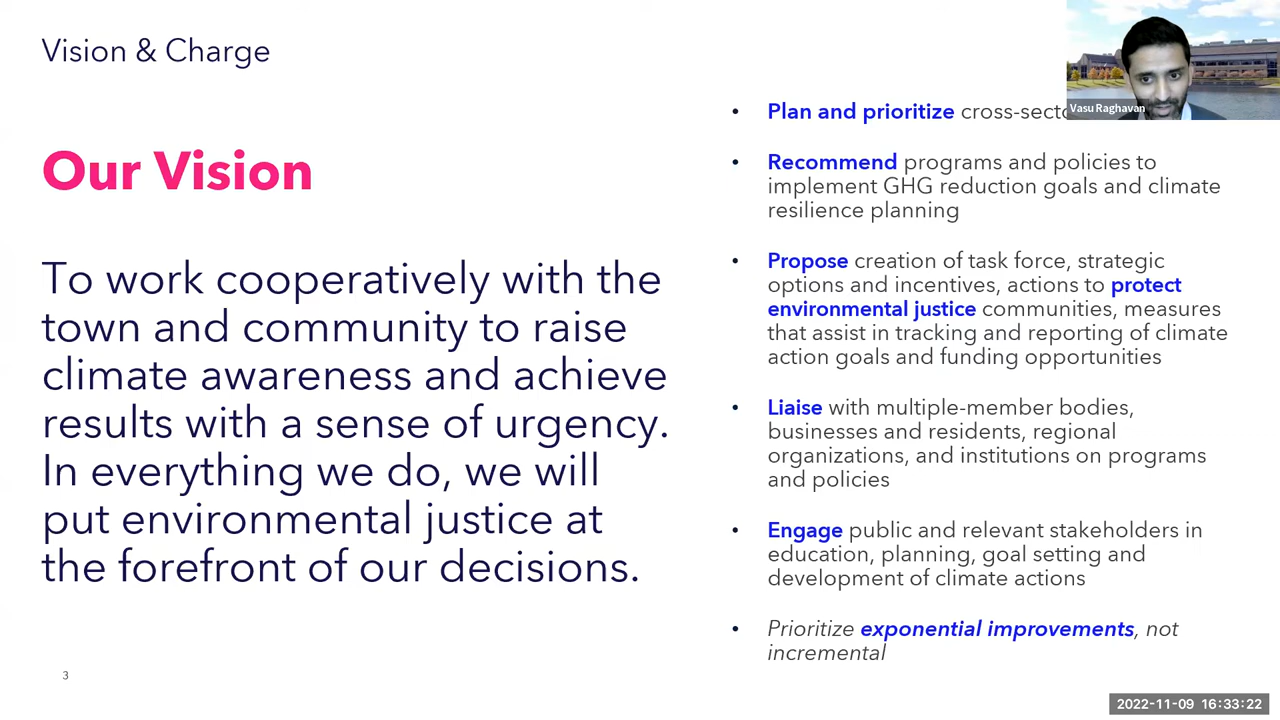 Vision & Charge
Our Vision
To work cooperatively with the
town and community to raise
climate awareness and achieve
results with a sense of urgency.
In everything we do, we will
put environmental justice at
the forefront of our decisions.
• Plan and prioritize
• Recommend programs and policies to
implement GHG reduction goals and climate
resilience planning
• Propose creation of task force, strategic
options and incentives, actions to protect
environmental justice communities, measures
that assist in tracking and reporting of climate
action goals and funding opportunities
• Liaise with multiple-member bodies,
businesses and residents, regional
organizations, and institutions on programs
and policies
• Engage public and relevant stakeholders in
education, planning, goal setting and
development of climate actions
• Prioritize exponential improvements, not
incremental
Vasu Raghavan
3
2022-11-09 16:33:22